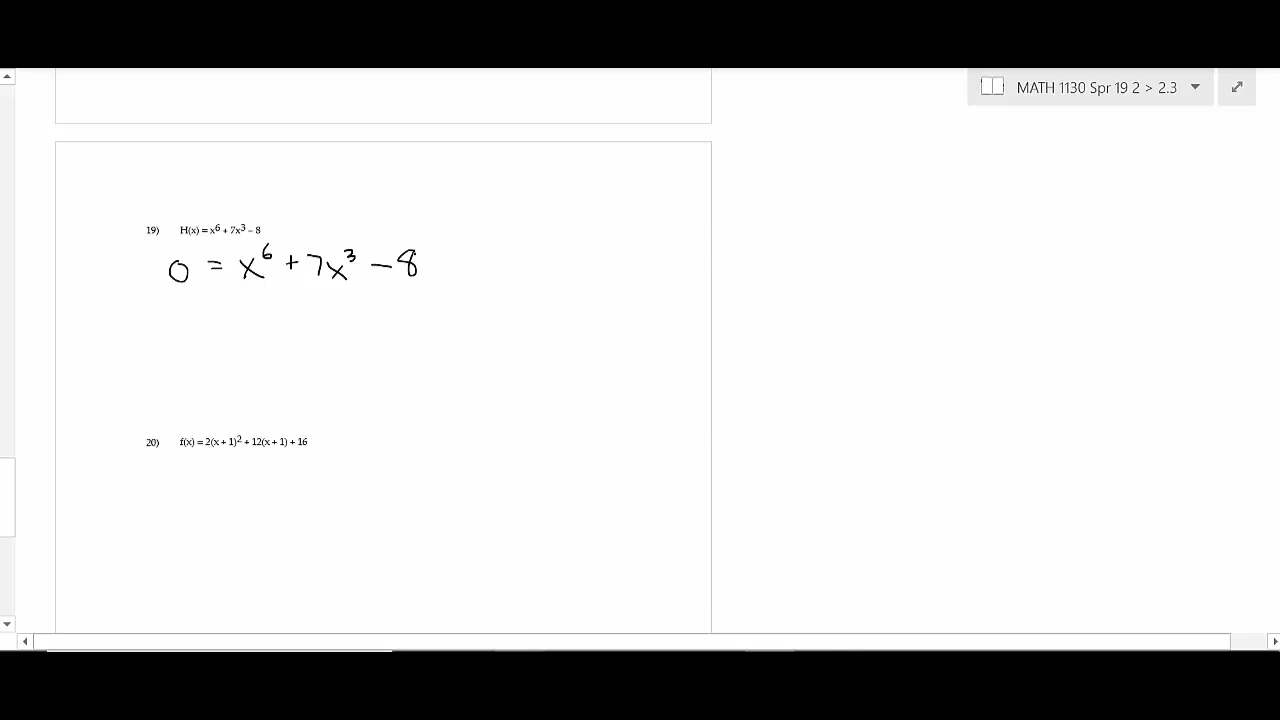 MATH 1130 Spr 19 2 > 2.3
19) H(x) = x⁶ + 7x³ − 8
0 = x⁶ + 7x³ − 8
20) f(x) = 2(x + 1)² + 12(x + 1) + 16